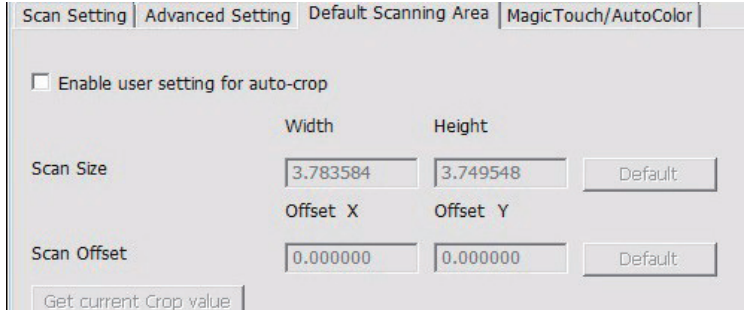 Scan Setting Advanced Setting Default Scanning Area MagicTouch/AutoColor
Enable user setting for auto-crop
Width Height
Scan Size 3.783584 3.749548 Default
Offset X Offset Y
Scan Offset 0.000000 0.000000 Default
Get current Crop value